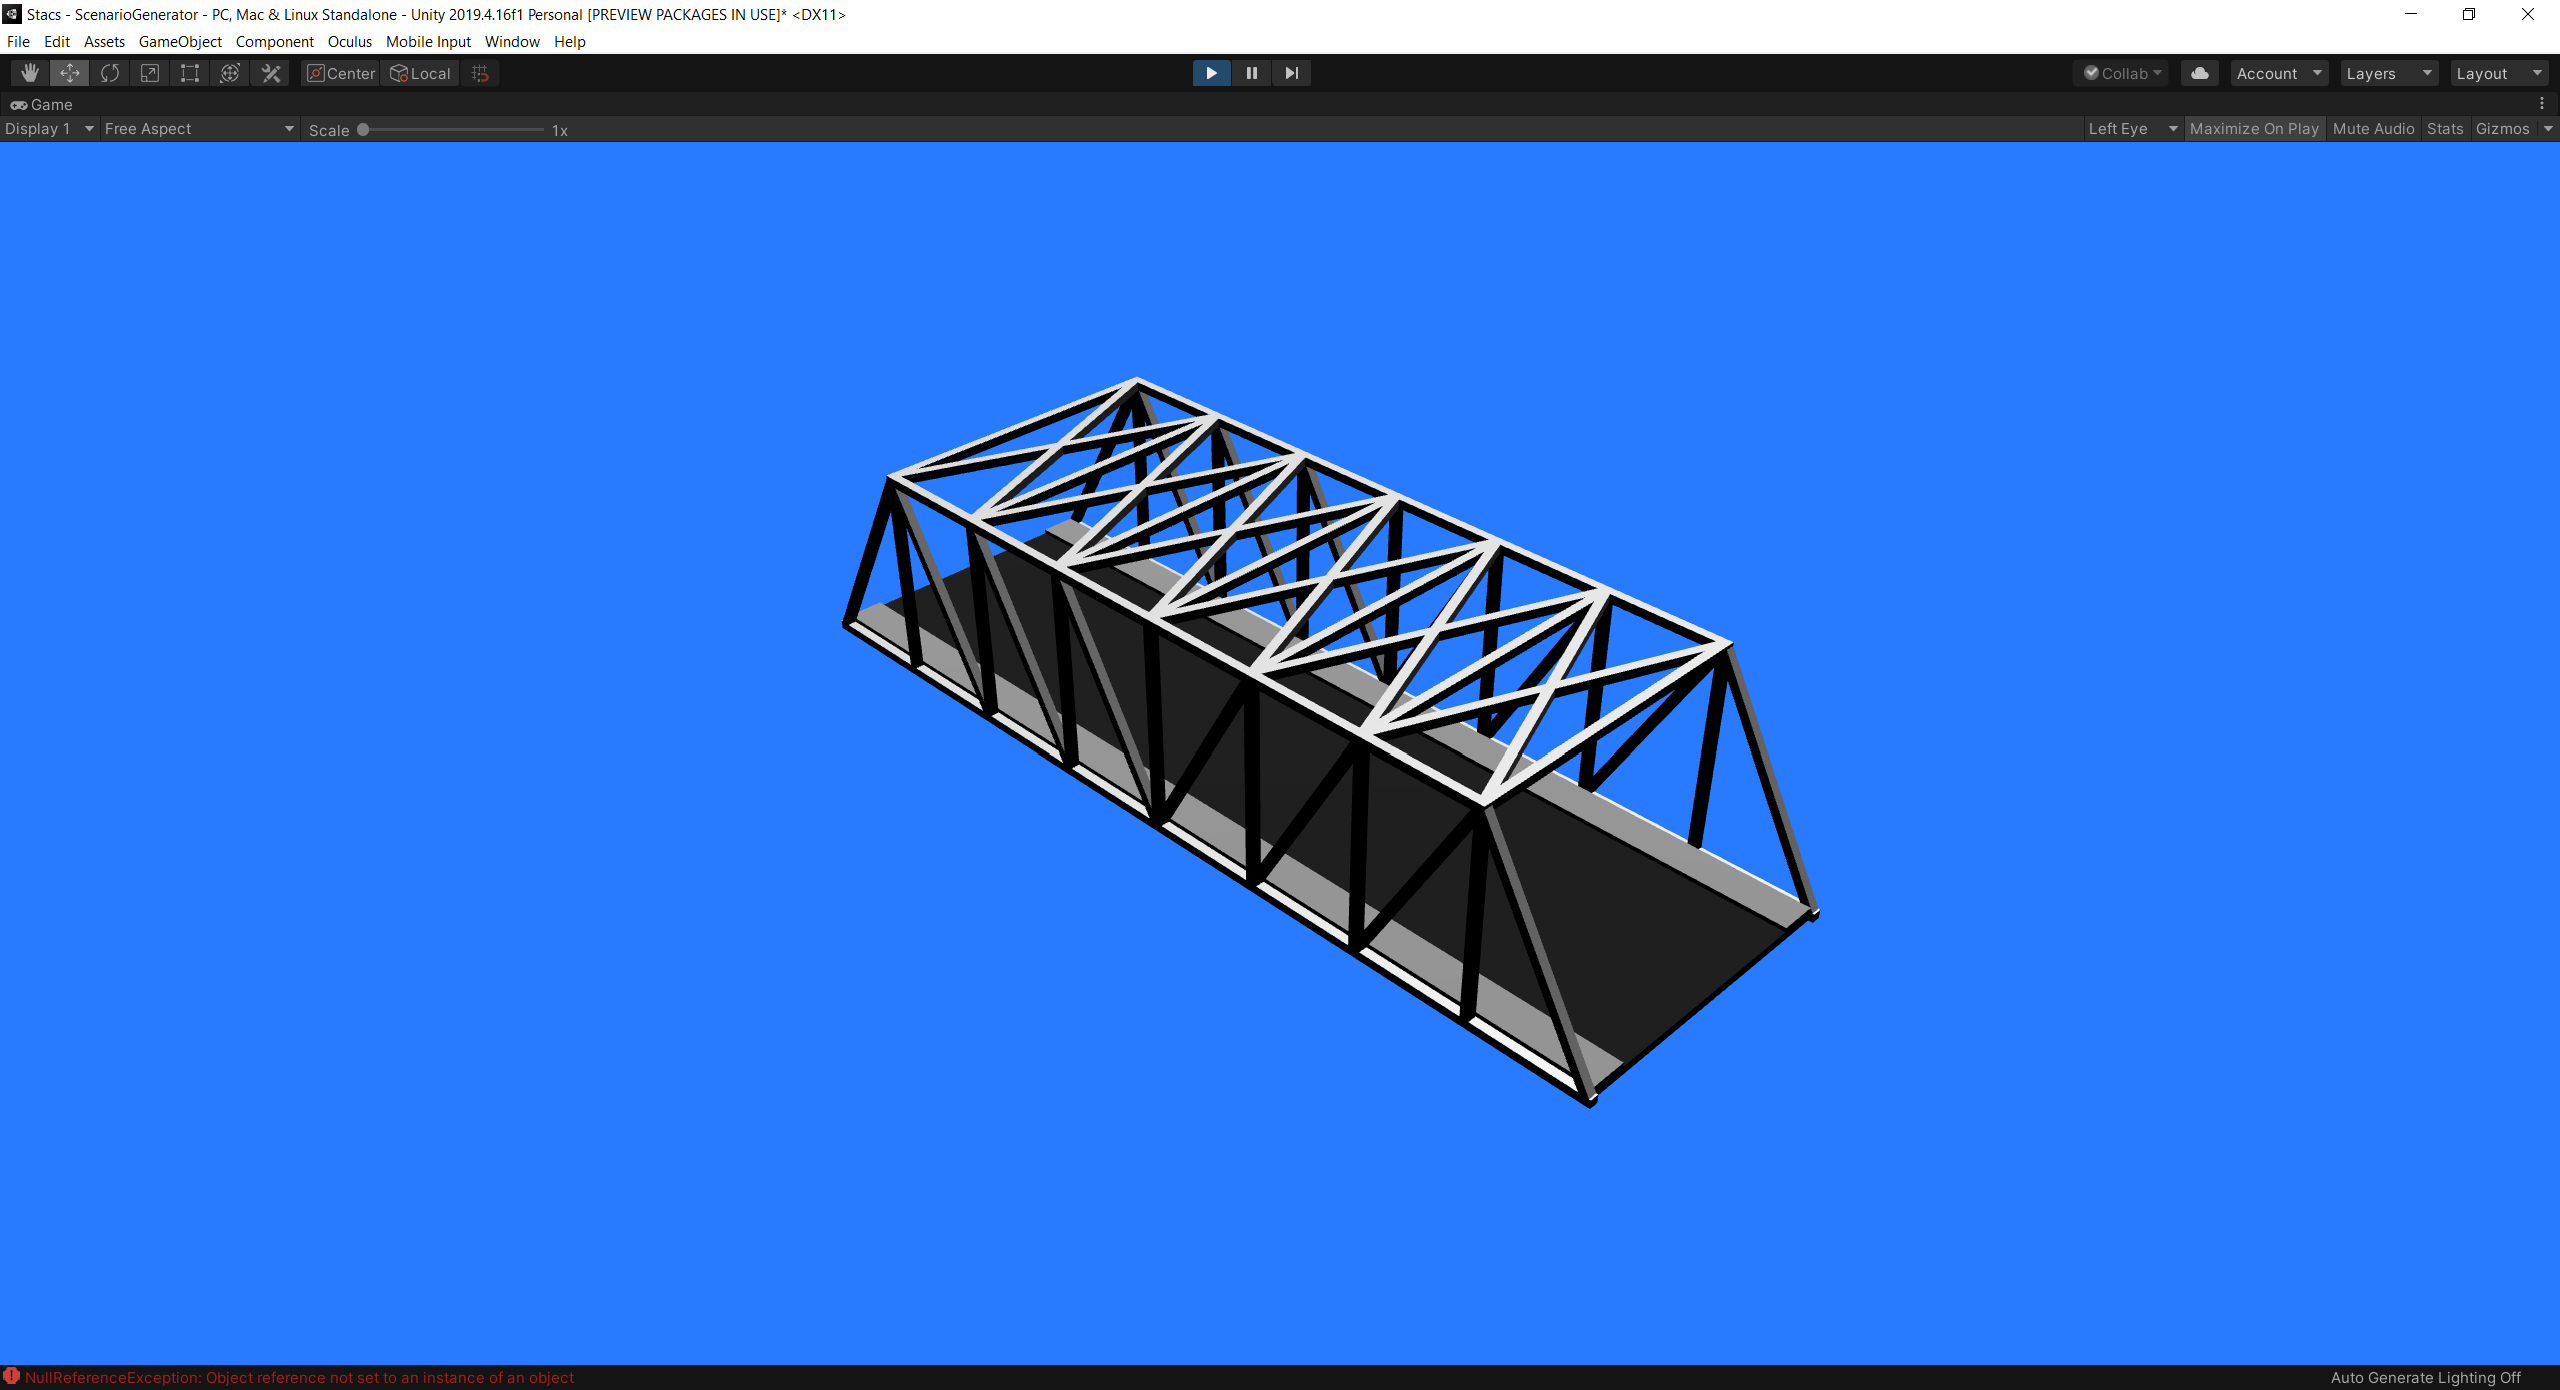 Stacs - ScenarioGenerator - PC, Mac & Linux Standalone - Unity 2019.4.16f1 Personal [PREVIEW PACKAGES IN USE]* <DX11>
File Edit Assets GameObject Component Oculus Mobile Input Window Help
Center Local Collab Account Layers Layout
Game
Display 1 Free Aspect Scale 1x Left Eye Maximize On Play Mute Audio Stats Gizmos
NullReferenceException: Object reference not set to an instance of an object Auto Generate Lighting Off